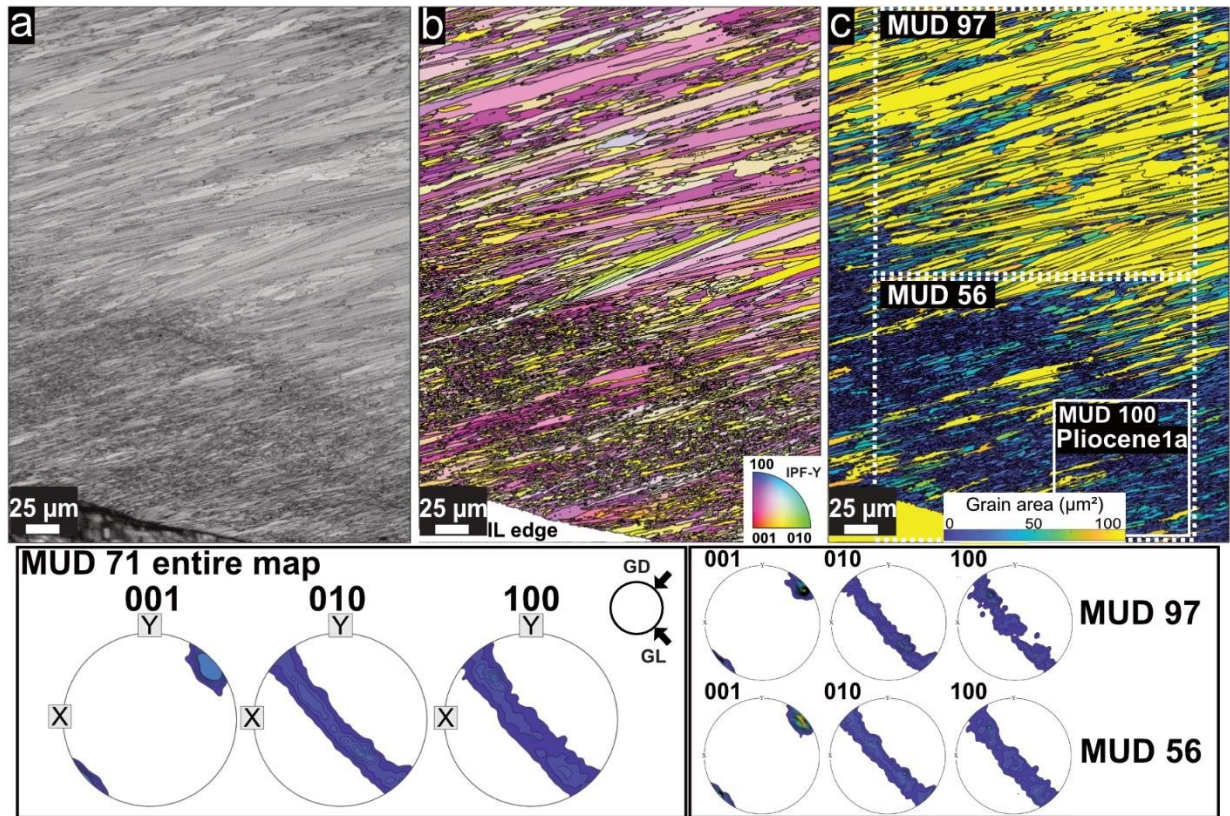 a
25 µm
b
IL edge
100
IPF-Y
001 010
c
MUD 97
MUD 56
MUD 100
Pliocene1a
Grain area (µm²)
0 50 100
25 µm
25 µm
MUD 71 entire map
001 010 100
Y Y Y
X X X
GD
GL
001 010 100
Y Y Y
X X X
MUD 97
001 010 100
Y Y Y
X X X
MUD 56